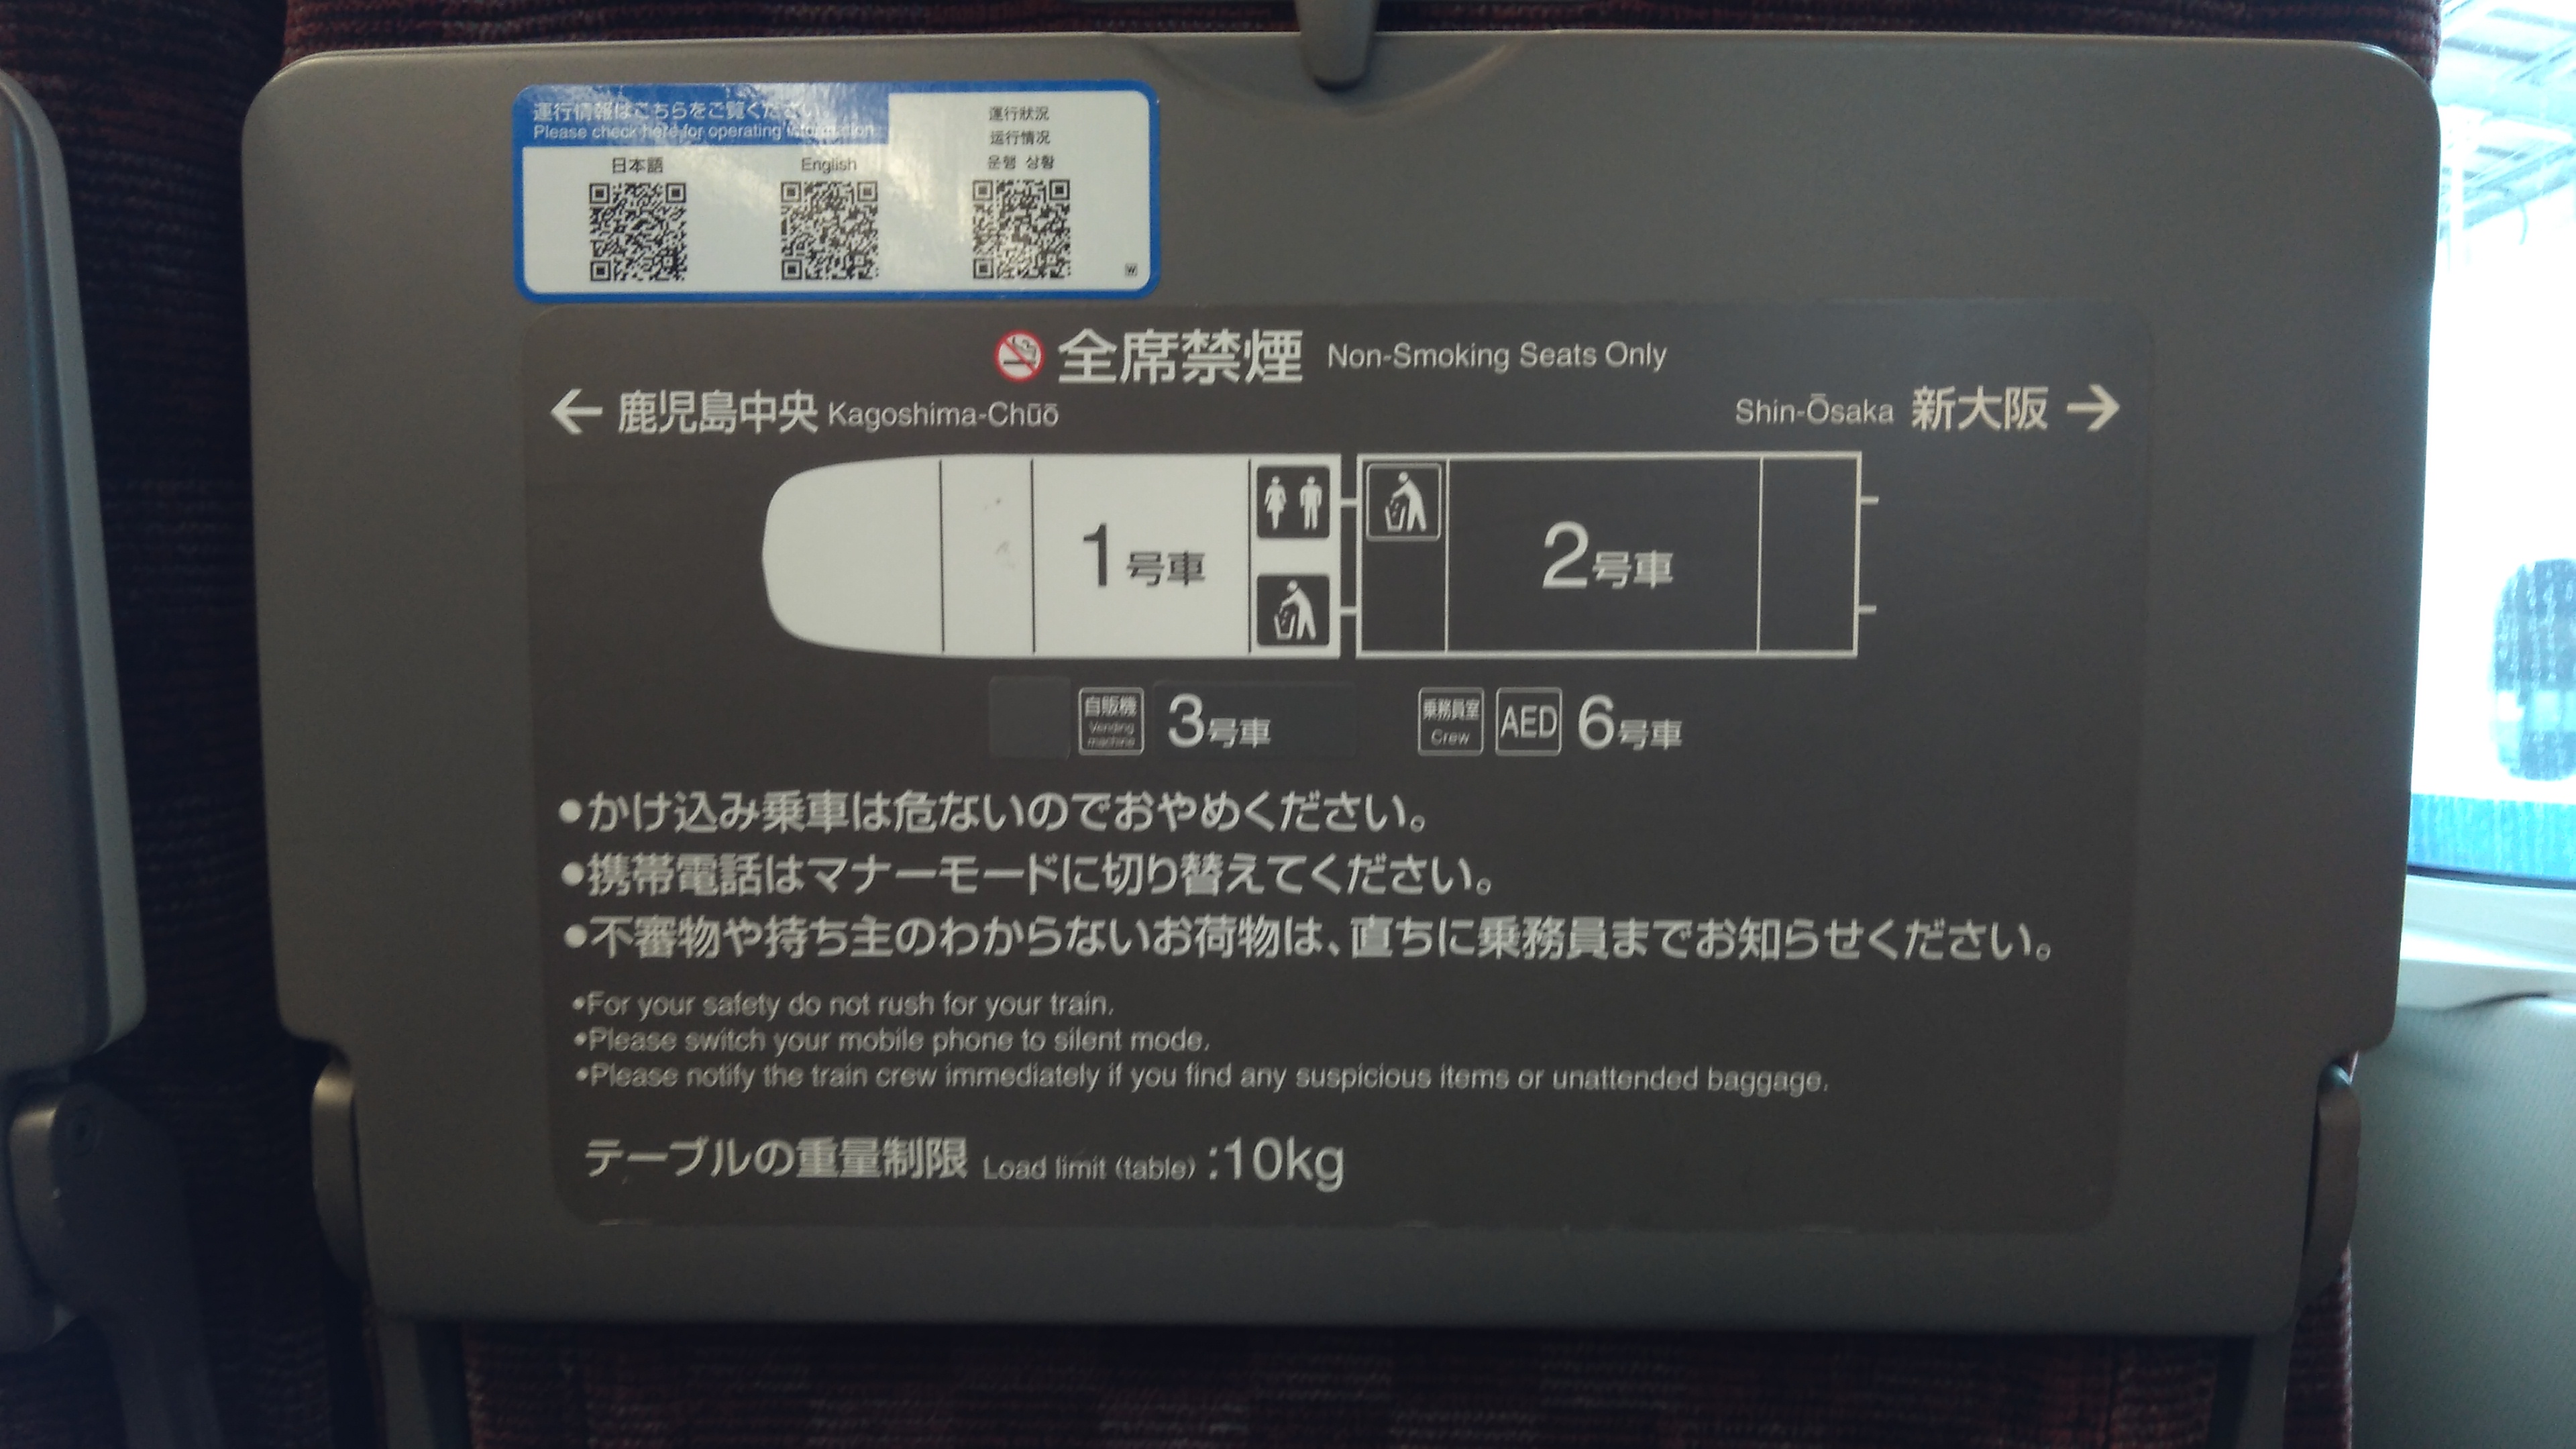 運行情報はこちらをご覧ください
Please check here for operating information
日本語
English
運行狀況
运行情况
운행 상황
W
全席禁煙 Non-Smoking Seats Only
← 鹿児島中央 Kagoshima-Chūō
Shin-Ōsaka 新大阪 →
1号車
2号車
自販機
Vending machine
3号車
乗務員室
Crew
AED
6号車
●かけ込み乗車は危ないのでおやめください。
●携帯電話はマナーモードに切り替えてください。
●不審物や持ち主のわからないお荷物は、直ちに乗務員までお知らせください。
•For your safety do not rush for your train.
•Please switch your mobile phone to silent mode.
•Please notify the train crew immediately if you find any suspicious items or unattended baggage.
テーブルの重量制限 Load limit (table) :10kg